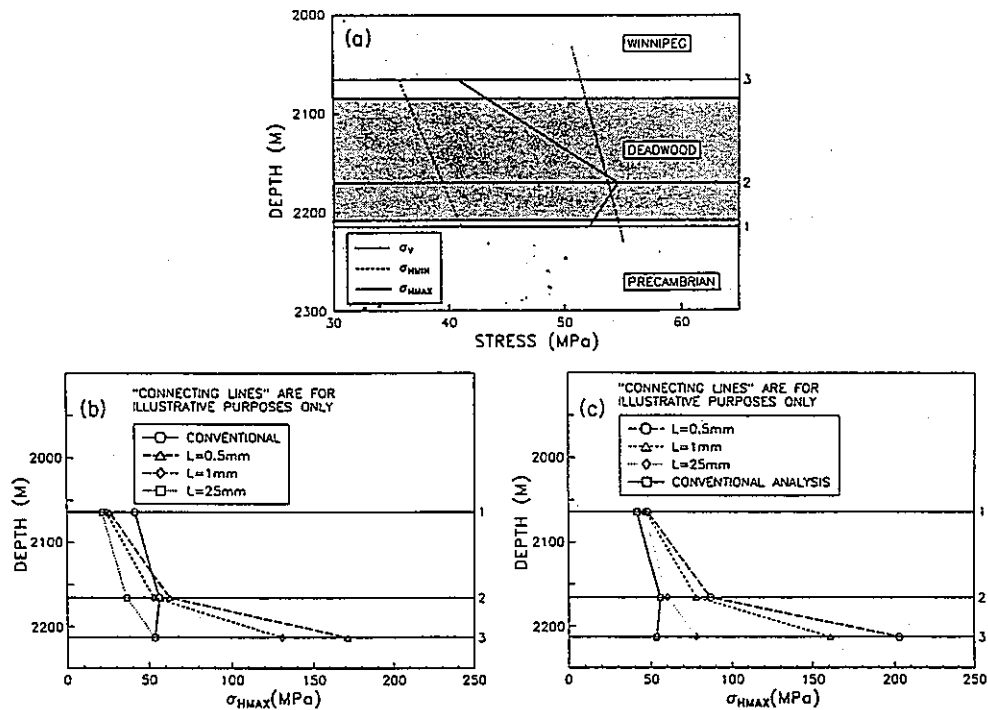 (a)
2000
2100
2200
2300
DEPTH (M)
WINNIPEG
DEADWOOD
PRECAMBRIAN
3
2
1
σV
σHMIN
σHMAX
30 40 50 60
STRESS (MPa)
(b)
"CONNECTING LINES" ARE FOR
ILLUSTRATIVE PURPOSES ONLY
CONVENTIONAL
L=0.5mm
L=1mm
L=25mm
2000
2100
2200
DEPTH (M)
1
2
3
0 50 100 150 200 250
σHMAX(MPa)
(c)
"CONNECTING LINES" ARE FOR
ILLUSTRATIVE PURPOSES ONLY
L=0.5mm
L=1mm
L=25mm
CONVENTIONAL ANALYSIS
2000
2100
2200
DEPTH (M)
1
2
3
0 50 100 150 200 250
σHMAX(MPa)